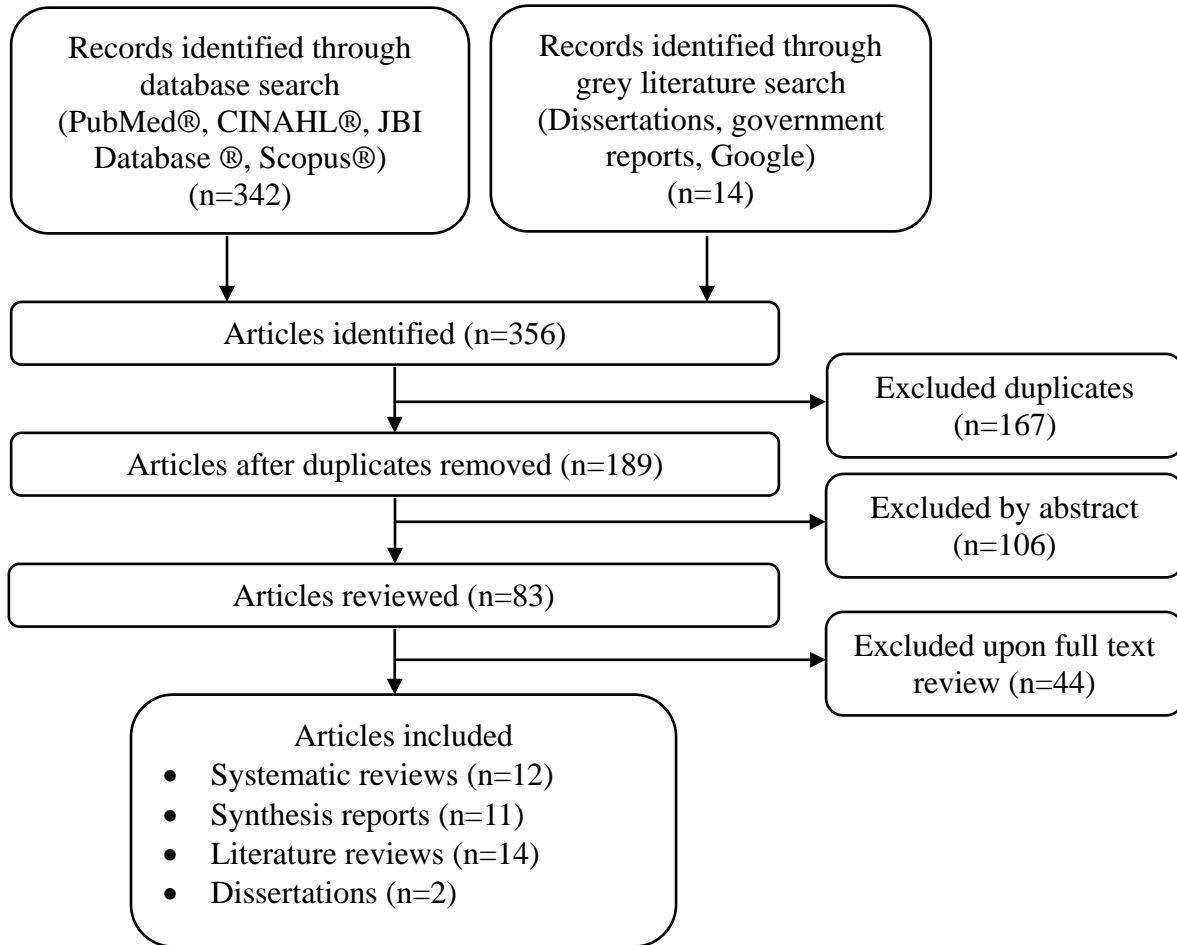 Records identified through
database search
(PubMed®, CINAHL®, JBI
Database ®, Scopus®)
(n=342)
Records identified through
grey literature search
(Dissertations, government
reports, Google)
(n=14)
Articles identified (n=356)
Excluded duplicates
(n=167)
Articles after duplicates removed (n=189)
Excluded by abstract
(n=106)
Articles reviewed (n=83)
Excluded upon full text
review (n=44)
Articles included
• Systematic reviews (n=12)
• Synthesis reports (n=11)
• Literature reviews (n=14)
• Dissertations (n=2)